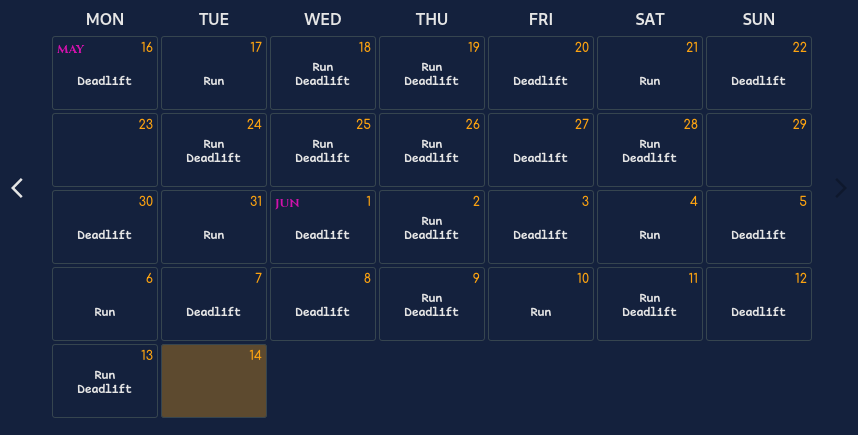 MON TUE WED THU FRI SAT SUN
MAY 16
Deadlift
17
Run
18
Run
Deadlift
19
Run
Deadlift
20
Deadlift
21
Run
22
Deadlift
23
24
Run
Deadlift
25
Run
Deadlift
26
Run
Deadlift
27
Deadlift
28
Run
Deadlift
29
30
Deadlift
31
Run
JUN 1
Deadlift
2
Run
Deadlift
3
Deadlift
4
Run
5
Deadlift
6
Run
7
Deadlift
8
Deadlift
9
Run
Deadlift
10
Run
11
Run
Deadlift
12
Deadlift
13
Run
Deadlift
14